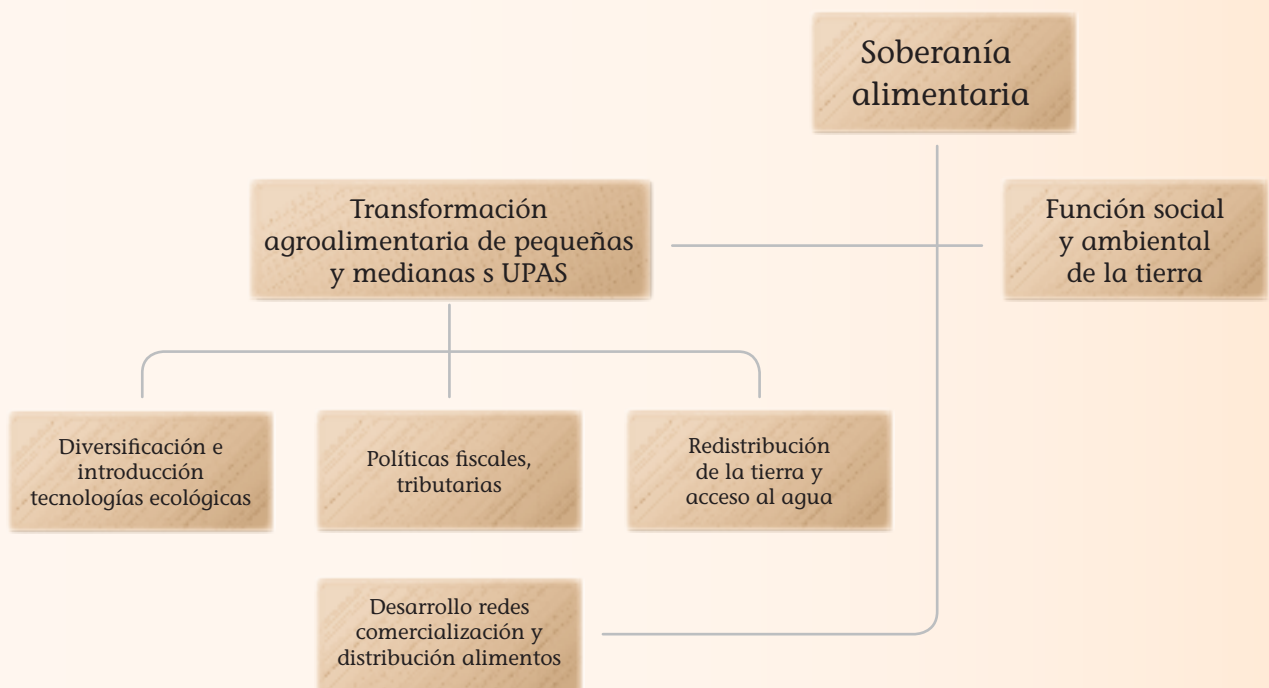 Soberanía
alimentaria
Transformación
agroalimentaria de pequeñas
y medianas s UPAS
Función social
y ambiental
de la tierra
Diversificación e
introducción
tecnologías ecológicas
Políticas fiscales,
tributarias
Redistribución
de la tierra y
acceso al agua
Desarrollo redes
comercialización y
distribución alimentos